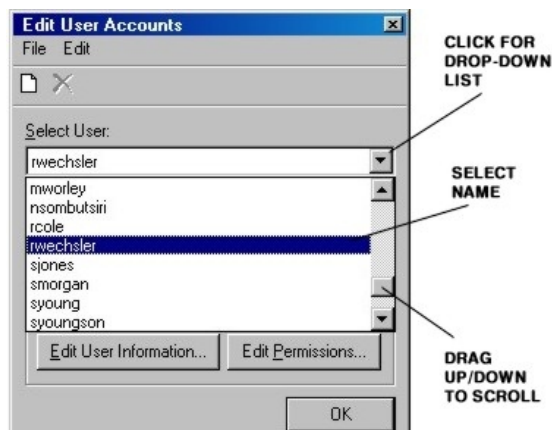 Edit User Accounts
File Edit
Select User:
rwechsler
mworley
nsombutsiri
rcole
rwechsler
sjones
smorgan
syoung
syoungson
Edit User Information... Edit Permissions...
OK
CLICK FOR
DROP-DOWN
LIST
SELECT
NAME
DRAG
UP/DOWN
TO SCROLL